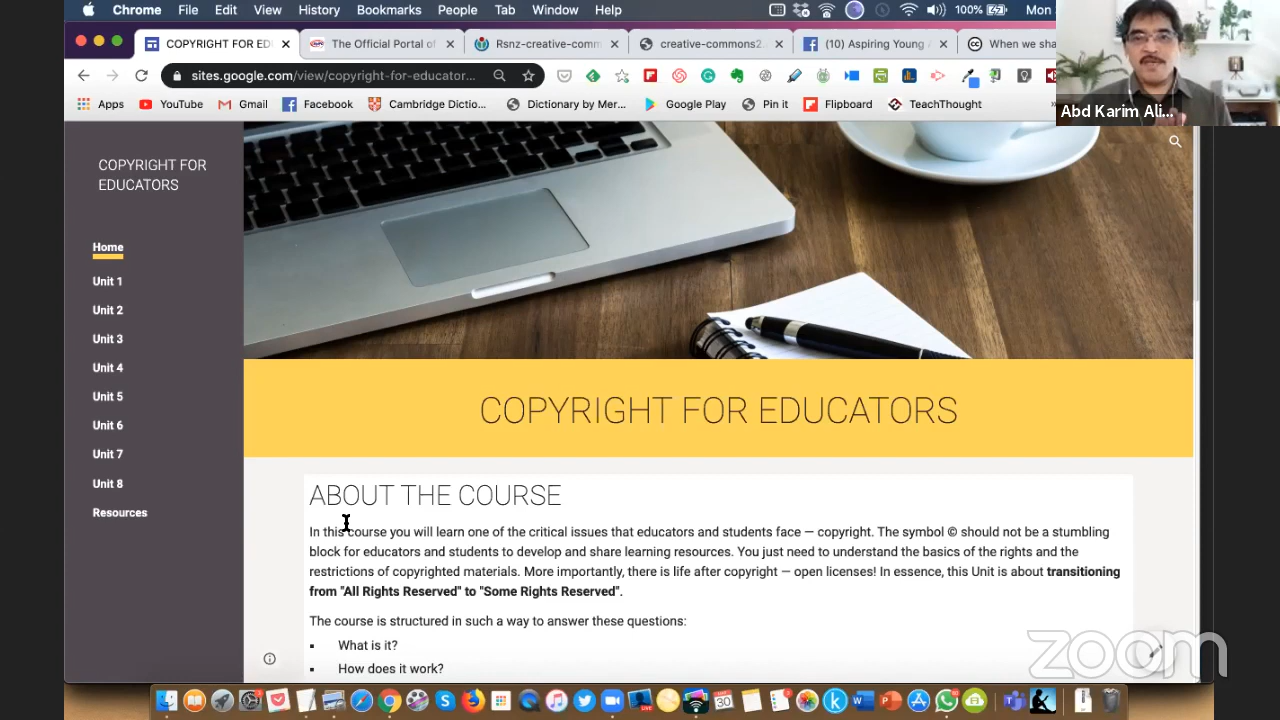 Chrome File Edit View History Bookmarks People Tab Window Help 100% Mon
COPYRIGHT FOR ED The Official Portal of Rsnz-creative-comm creative-commons2. (10) Aspiring Young When we sha
sites.google.com/view/copyright-for-educator...
Apps YouTube Gmail Facebook Cambridge Dictio... Dictionary by Mer... Google Play Pin it Flipboard TeachThought »
Abd Karim Ali...
COPYRIGHT FOR
EDUCATORS
Home
Unit 1
Unit 2
Unit 3
Unit 4
Unit 5
Unit 6
Unit 7
Unit 8
Resources
COPYRIGHT FOR EDUCATORS
ABOUT THE COURSE
In this course you will learn one of the critical issues that educators and students face — copyright. The symbol © should not be a stumbling
block for educators and students to develop and share learning resources. You just need to understand the basics of the rights and the
restrictions of copyrighted materials. More importantly, there is life after copyright — open licenses! In essence, this Unit is about transitioning
from "All Rights Reserved" to "Some Rights Reserved".
The course is structured in such a way to answer these questions:
▪ What is it?
▪ How does it work?
zoom